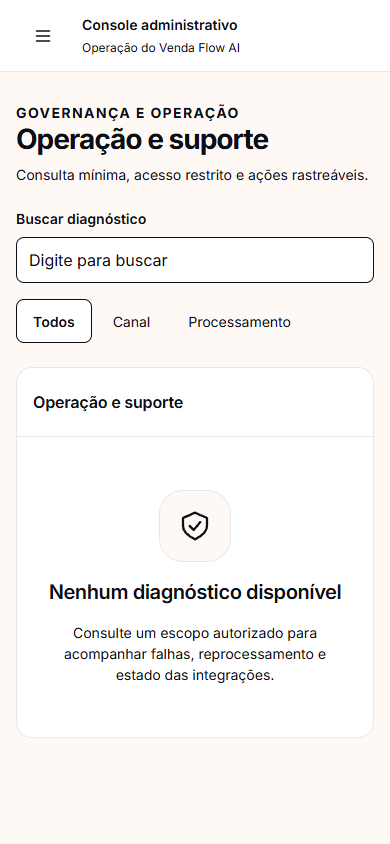 Console administrativo
Operação do Venda Flow AI
GOVERNANÇA E OPERAÇÃO
Operação e suporte
Consulta mínima, acesso restrito e ações rastreáveis.
Buscar diagnóstico
Digite para buscar
Todos Canal Processamento
Operação e suporte
Nenhum diagnóstico disponível
Consulte um escopo autorizado para
acompanhar falhas, reprocessamento e
estado das integrações.